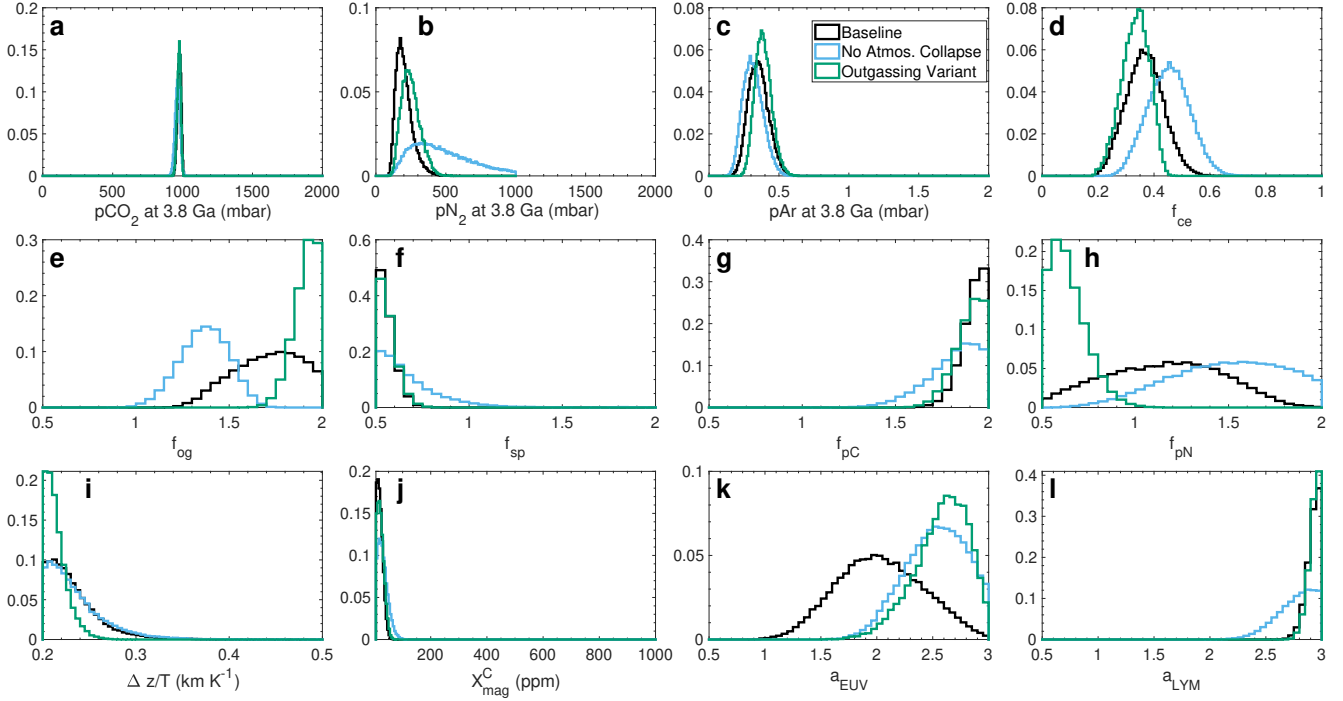 a
b
c
d
Baseline
No Atmos. Collapse
Outgassing Variant
0.2
0.15
0.1
0.05
0
0 500 1000 1500 2000
pCO2 at 3.8 Ga (mbar)
0.1
0.05
0
0 500 1000 1500 2000
pN2 at 3.8 Ga (mbar)
0.08
0.06
0.04
0.02
0
0 0.5 1 1.5 2
pAr at 3.8 Ga (mbar)
0.08
0.06
0.04
0.02
0
0 0.2 0.4 0.6 0.8 1
fce
e
f
g
h
0.3
0.2
0.1
0
0.5 1 1.5 2
fog
0.6
0.4
0.2
0
0.5 1 1.5 2
fsp
0.4
0.3
0.2
0.1
0
0.5 1 1.5 2
fpC
0.2
0.15
0.1
0.05
0
0.5 1 1.5 2
fpN
i
j
k
l
0.2
0.15
0.1
0.05
0
0.2 0.3 0.4 0.5
Δ z/T (km K-1)
0.2
0.15
0.1
0.05
0
200 400 600 800 1000
XCmag (ppm)
0.1
0.05
0
0.5 1 1.5 2 2.5 3
aEUV
0.4
0.3
0.2
0.1
0
0.5 1 1.5 2 2.5 3
aLYM